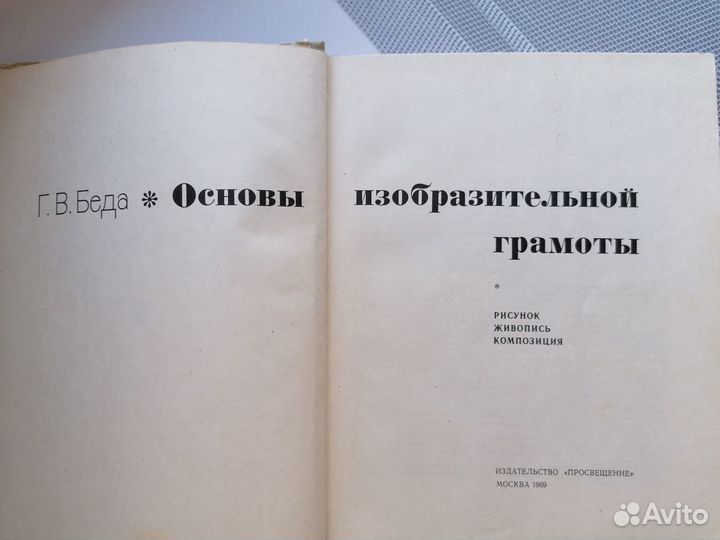 Г. В. Беда * Основы изобразительной
грамоты
*
РИСУНОК
ЖИВОПИСЬ
КОМПОЗИЦИЯ
ИЗДАТЕЛЬСТВО «ПРОСВЕЩЕНИЕ»
МОСКВА 1969
Avito